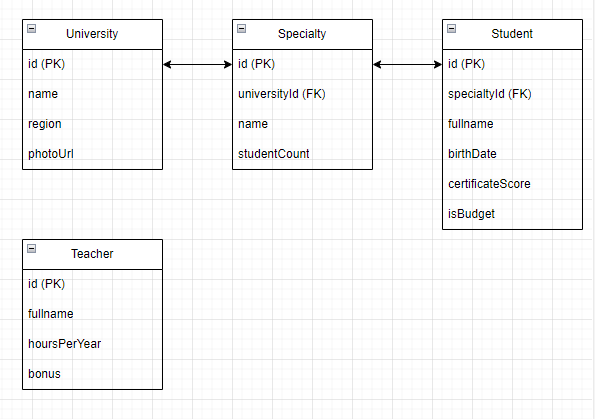 University
id (PK)
name
region
photoUrl
Specialty
id (PK)
universityId (FK)
name
studentCount
Student
id (PK)
specialtyId (FK)
fullname
birthDate
certificateScore
isBudget
Teacher
id (PK)
fullname
hoursPerYear
bonus